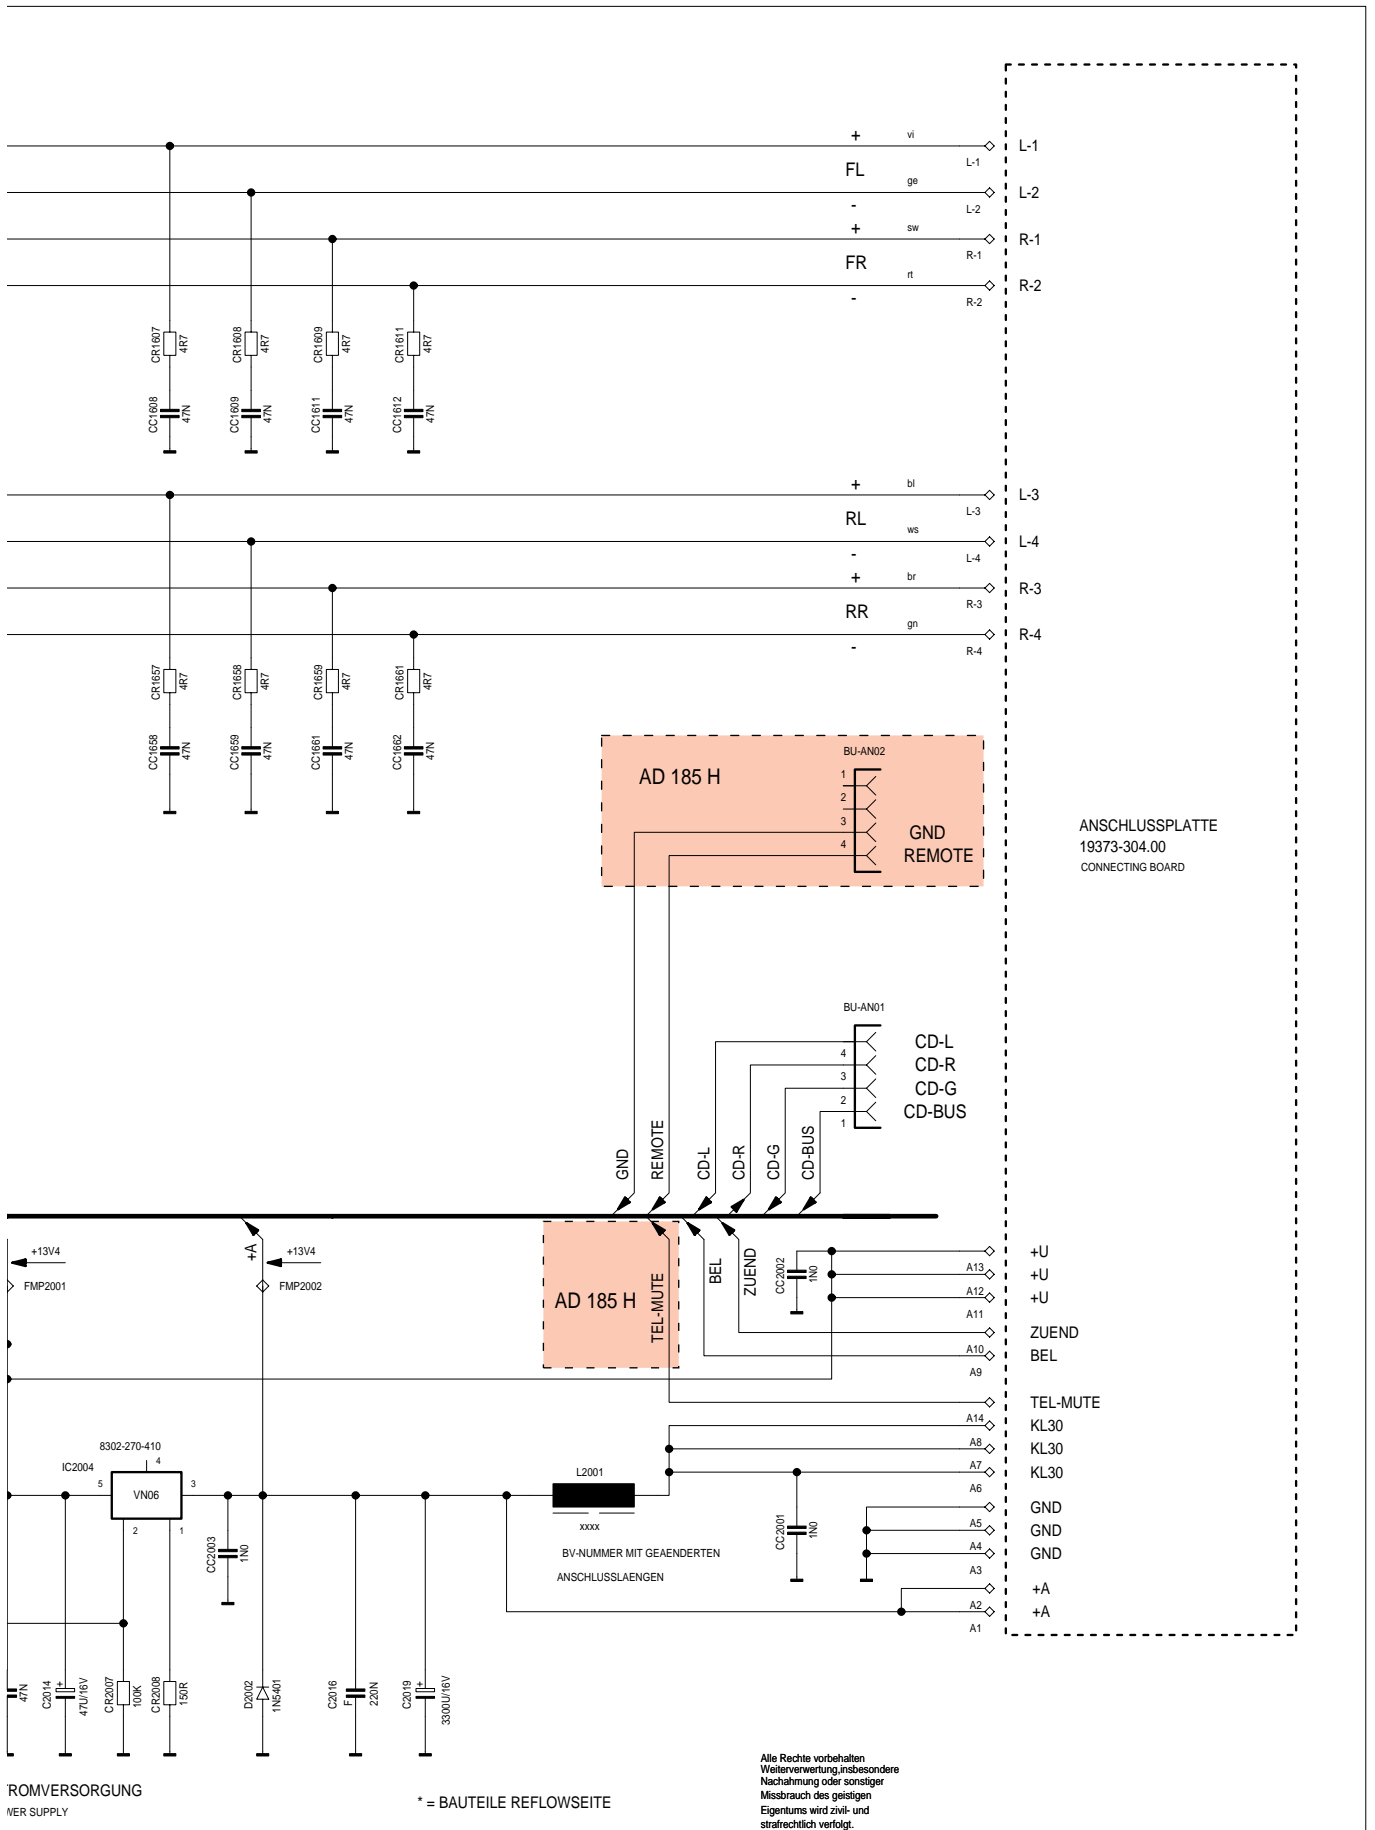 + vi
L-1
L-1
FL
ge
L-2
-
L-2
+ sw
R-1
R-1
FR
rt
R-2
-
R-2
CR1607 4R7
CR1608 4R7
CR1609 4R7
CR1611 4R7
CC1608 47N
CC1609 47N
CC1611 47N
CC1612 47N
+ bl
L-3
L-3
RL
ws
L-4
-
L-4
+ br
R-3
R-3
RR
gn
R-4
-
R-4
CR1657 4R7
CR1658 4R7
CR1659 4R7
CR1661 4R7
CC1658 47N
CC1659 47N
CC1661 47N
CC1662 47N
AD 185 H
BU-AN02
1
2
3
GND
4
REMOTE
ANSCHLUSSPLATTE
19373-304.00
CONNECTING BOARD
BU-AN01
CD-L
4
CD-R
3
CD-G
2
CD-BUS
1
GND
REMOTE
CD-L
CD-R
CD-G
CD-BUS
+13V4
FMP2001
+A
+13V4
FMP2002
AD 185 H
TEL-MUTE
BEL
ZUEND
CC2002 1N0
+U
A13
+U
A12
+U
A11
ZUEND
A10
BEL
A9
TEL-MUTE
A14
KL30
A8
KL30
A7
KL30
A6
GND
A5
GND
A4
GND
A3
+A
A2
+A
A1
8302-270-410
IC2004
4
5
VN06
3
2
1
CC2003 1N0
L2001
xxxx
BV-NUMMER MIT GEAENDERTEN
ANSCHLUSSLAENGEN
CC2001 1N0
47N
C2014 + 47U/16V
CR2007 100K
CR2008 150R
D2002 1N5401
C2016 F 220N
C2019 + 3300U/16V
TROMVERSORGUNG
WER SUPPLY
* = BAUTEILE REFLOWSEITE
Alle Rechte vorbehalten
Weiterverwertung,insbesondere
Nachahmung oder sonstiger
Missbrauch des geistigen
Eigentums wird zivil- und
strafrechtlich verfolgt.